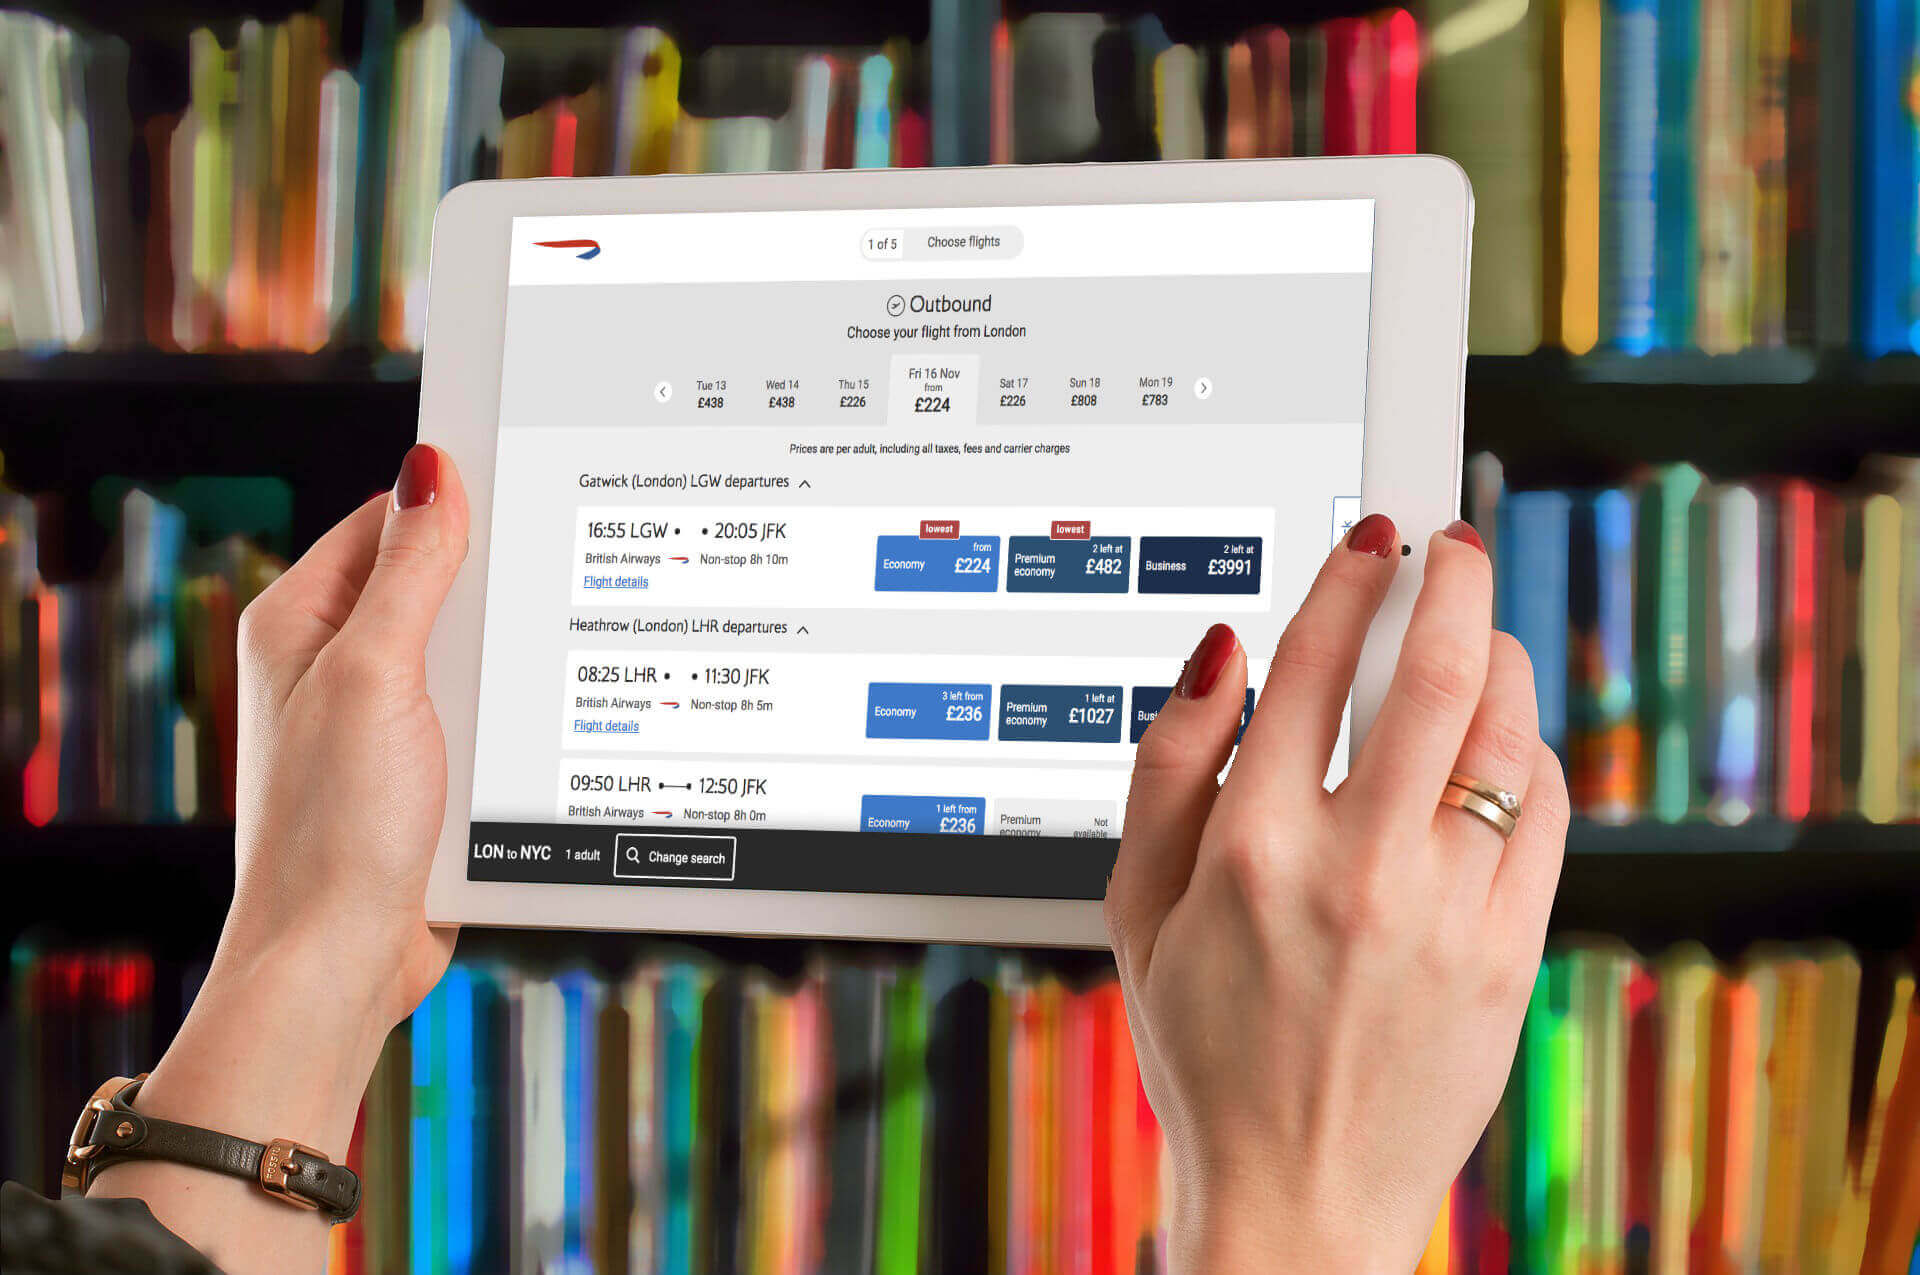 1 of 5 Choose flights
Outbound
Choose your flight from London
Tue 13 Wed 14 Thu 15 Fri 16 Nov Sat 17 Sun 18 Mon 19
from
£438 £438 £226 £224 £226 £808 £783
Prices are per adult, including all taxes, fees and carrier charges
Gatwick (London) LGW departures
lowest lowest
16:55 LGW • • 20:05 JFK
British Airways Non-stop 8h 10m
Flight details
Economy from £224
Premium economy 2 left at £482
Business 2 left at £3991
Heathrow (London) LHR departures
08:25 LHR • • 11:30 JFK
British Airways Non-stop 8h 5m
Flight details
Economy 3 left from £236
Premium economy 1 left at £1027
09:50 LHR 12:50 JFK
British Airways Non-stop 8h 0m
Economy 1 left from £236
Premium economy Not available
LON to NYC 1 adult Change search
FOSSIL